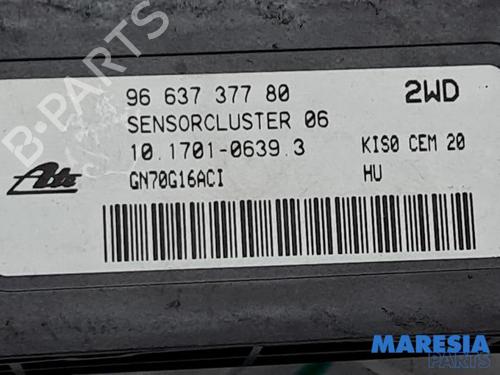 96 637 377 80 2WD
SENSORCLUSTER 06
10.1701-0639.3 KISO CEM 20
Ate GN70G16ACI HU
B-PARTS
MARESIA
PARTS